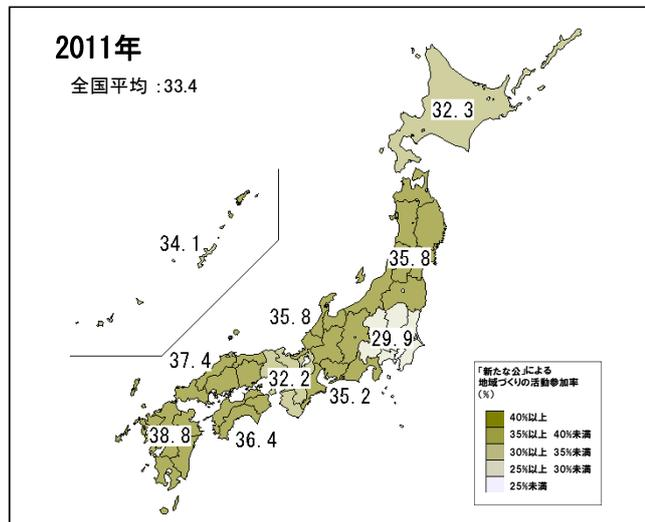 2011年
全国平均 :33.4
32.3
34.1
35.8
35.8
29.9
37.4
32.2
35.2
38.8
36.4
「新たな公」による
地域づくりの活動参加率
(%)
40%以上
35%以上 40%未満
30%以上 35%未満
25%以上 30%未満
25%未満